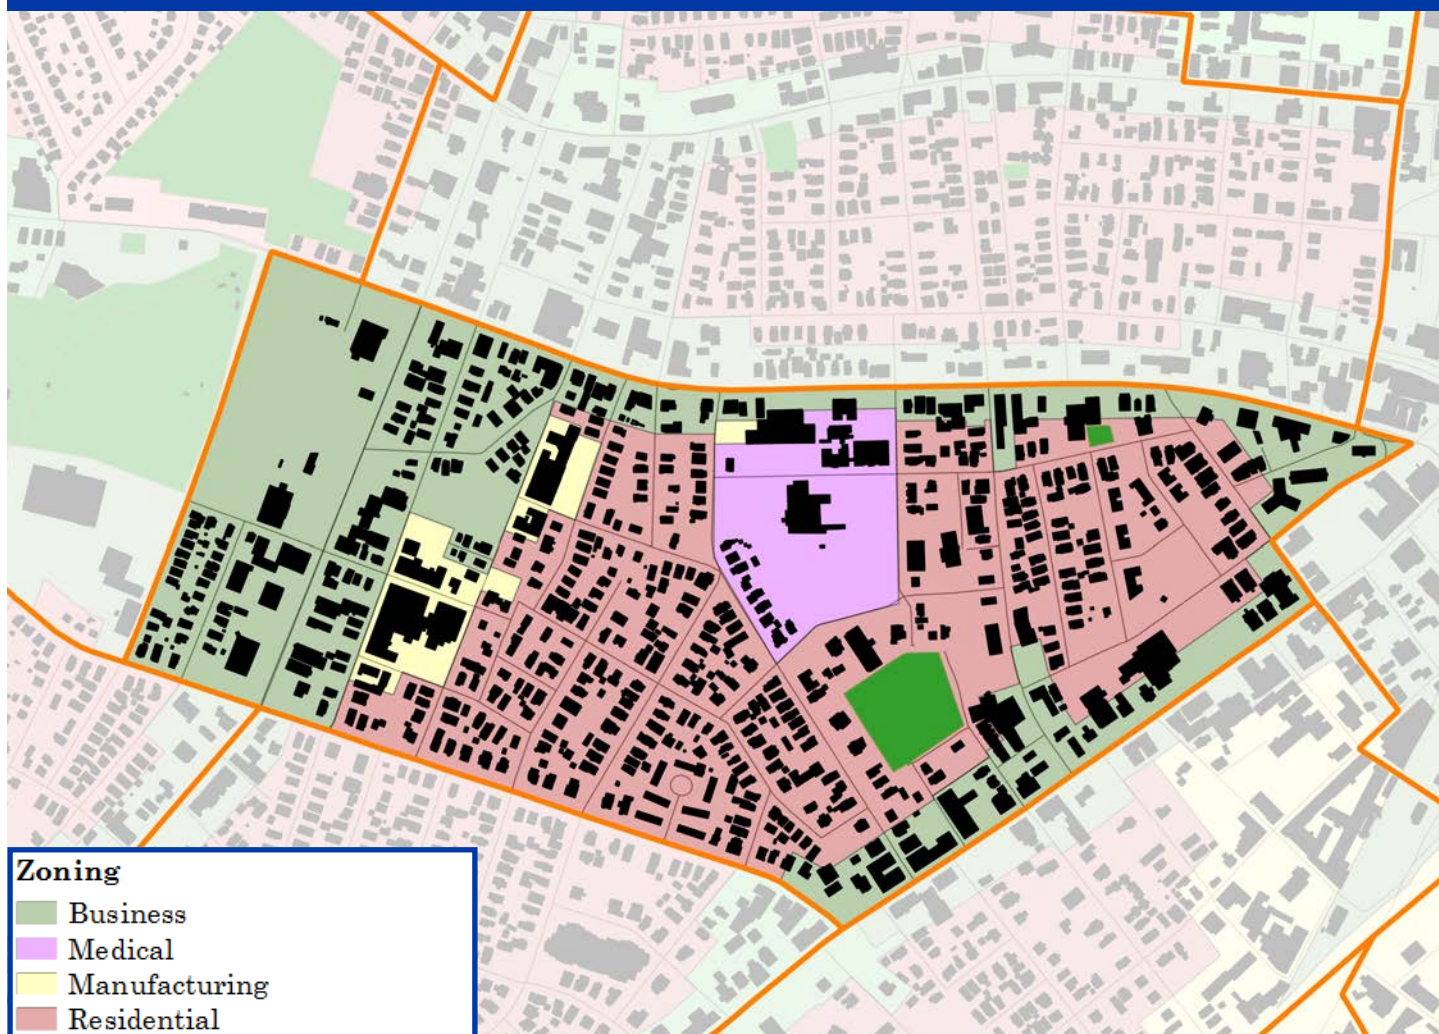 Zoning
Business
Medical
Manufacturing
Residential